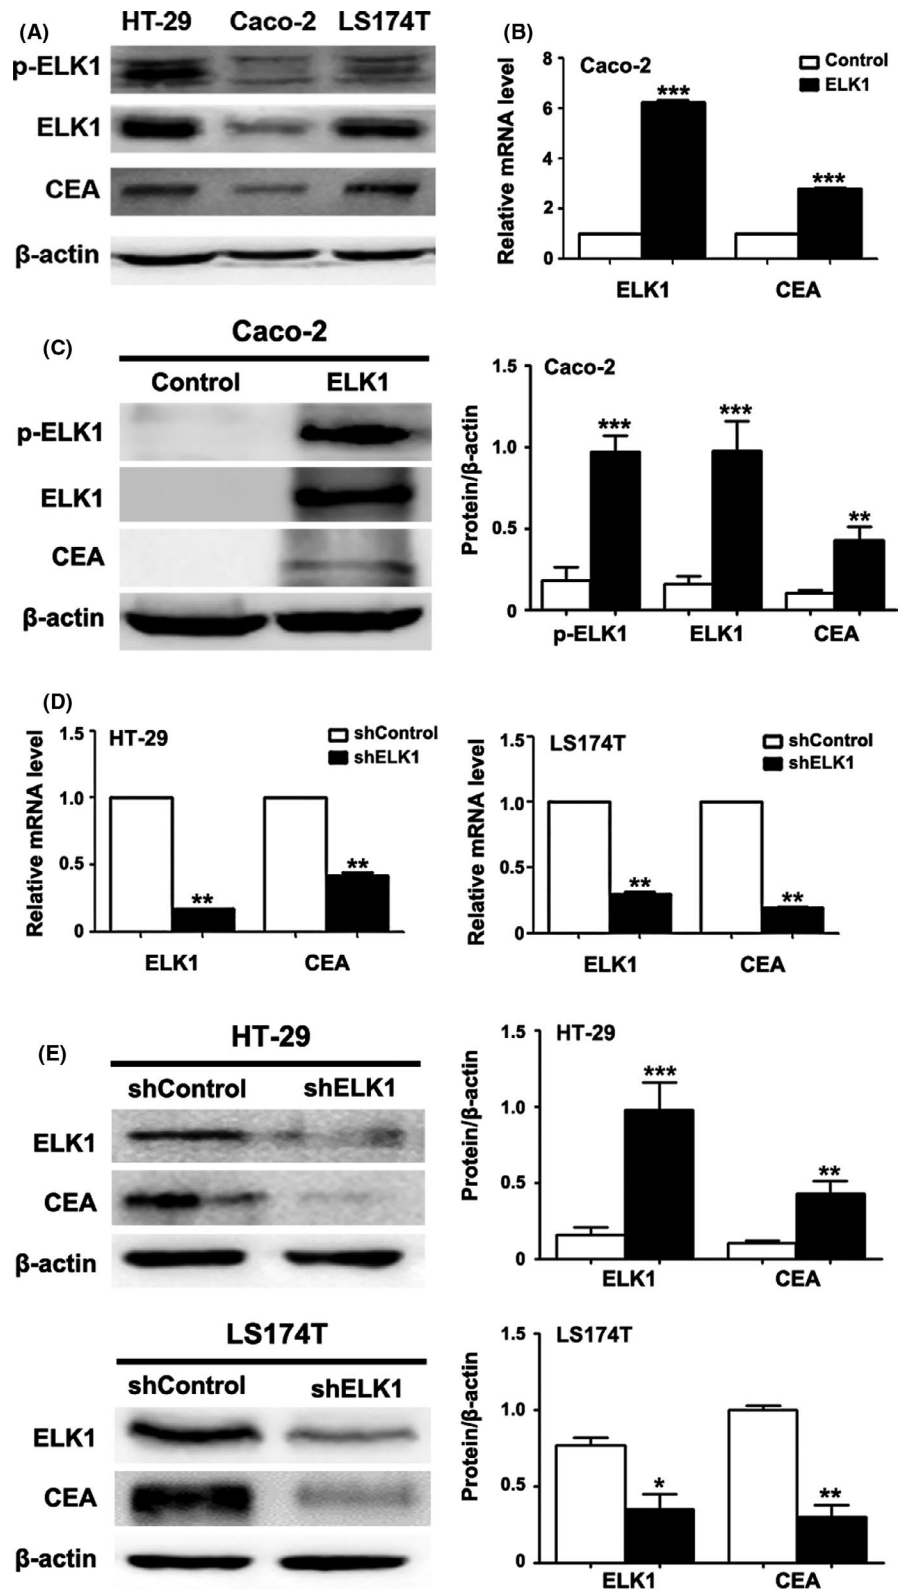 (A)
HT-29 Caco-2 LS174T
p-ELK1
ELK1
CEA
β-actin
(B)
Caco-2
Control
ELK1
Relative mRNA level
8
6
4
2
0
***
***
ELK1 CEA
(C)
Caco-2
Control ELK1
p-ELK1
ELK1
CEA
β-actin
Caco-2
Protein/β-actin
1.5
1.0
0.5
0
***
***
**
p-ELK1 ELK1 CEA
(D)
HT-29
shControl
shELK1
Relative mRNA level
1.5
1.0
0.5
0
**
**
ELK1 CEA
LS174T
shControl
shELK1
Relative mRNA level
1.5
1.0
0.5
0
**
**
ELK1 CEA
(E)
HT-29
shControl shELK1
ELK1
CEA
β-actin
HT-29
Protein/β-actin
1.5
1.0
0.5
0
***
**
ELK1 CEA
LS174T
shControl shELK1
ELK1
CEA
β-actin
LS174T
Protein/β-actin
1.5
1.0
0.5
0
*
**
ELK1 CEA